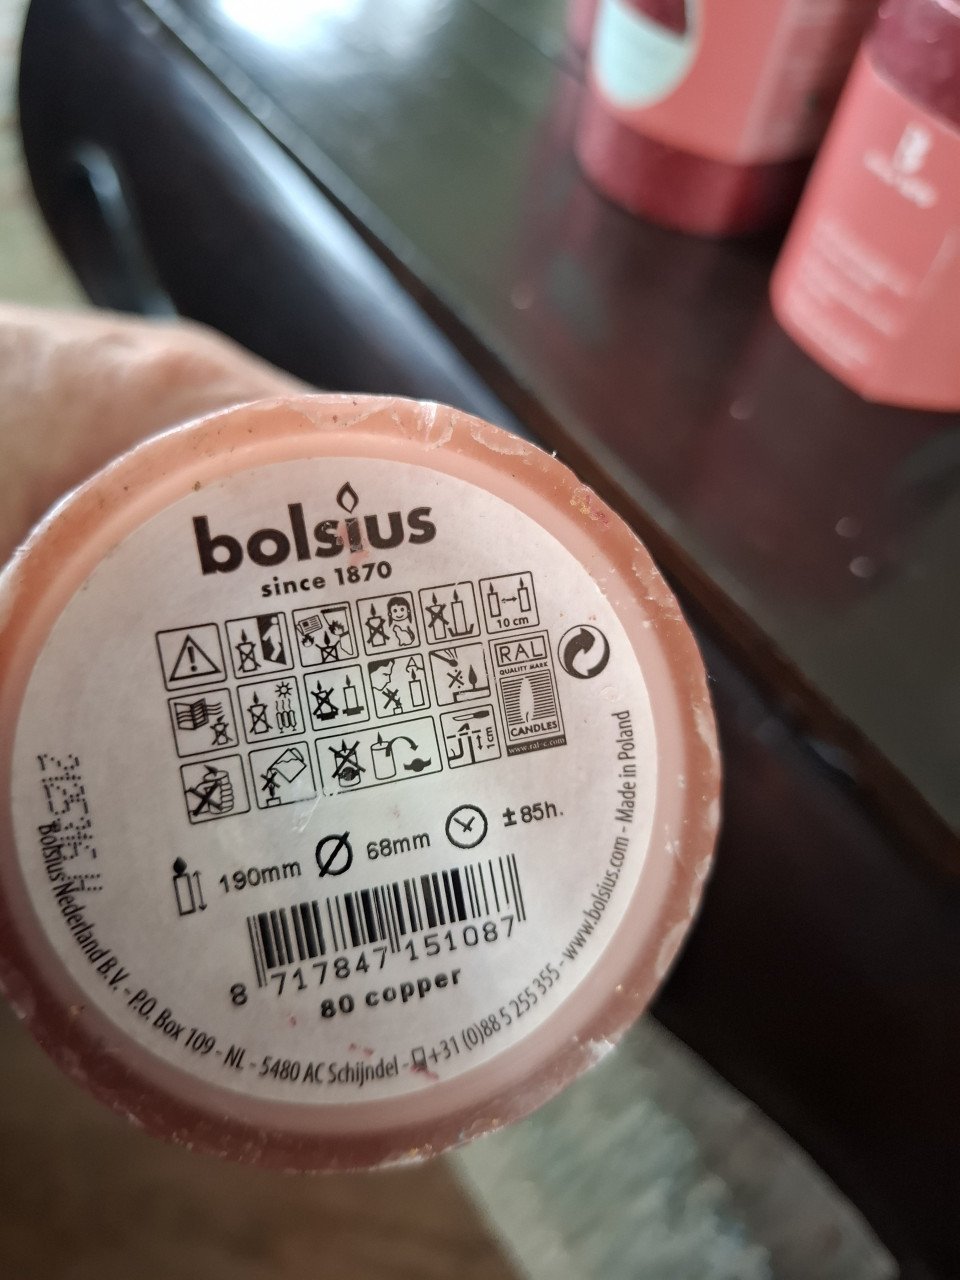 bolsius
since 1870
10 cm
RAL
QUALITY MARK
CANDLES
www.ral-c.com
1 cm
190mm
68mm
±85h.
8 717847 151087
80 copper
Bolsius Nederland B.V. - P.O. Box 109 - NL - 5480 AC Schijndel - +31 (0)88 5 255 355 - www.bolsius.com - Made in Poland